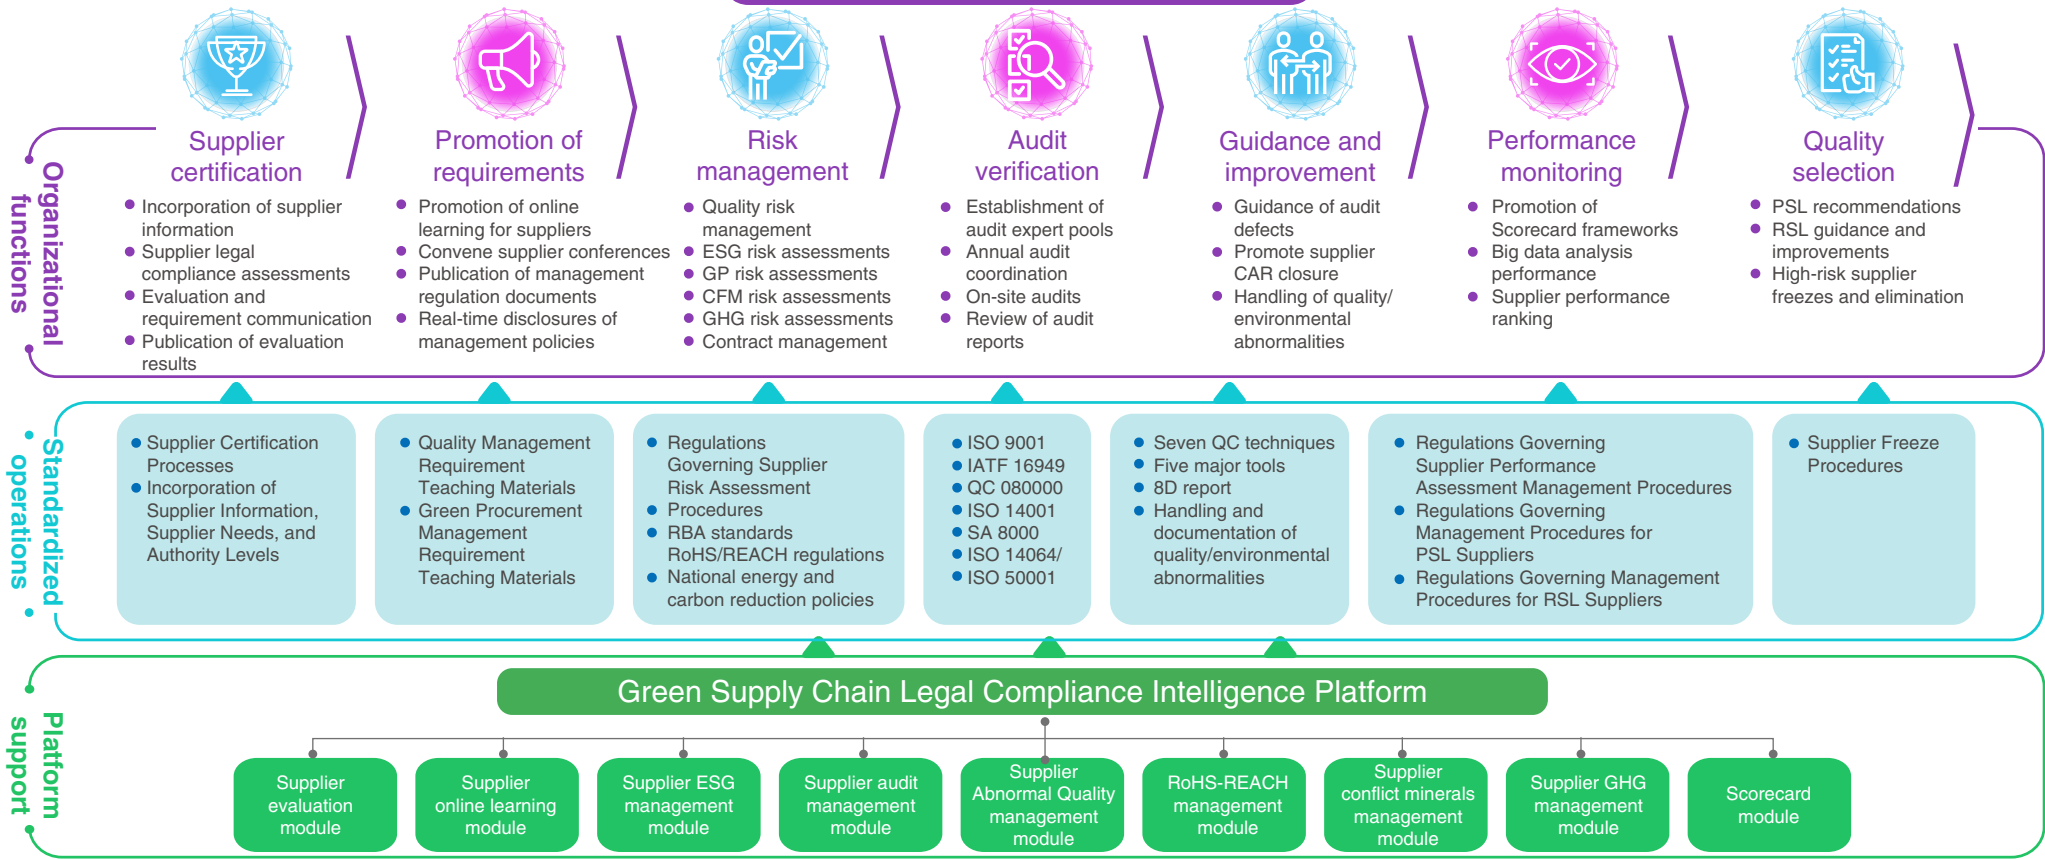 Organizational
functions
Supplier
certification
Incorporation of supplier
information
Supplier legal
compliance assessments
Evaluation and
requirement communication
Publication of evaluation
results
Promotion of
requirements
Promotion of online
learning for suppliers
Convene supplier conferences
Publication of management
regulation documents
Real-time disclosures of
management policies
Risk
management
Quality risk
management
ESG risk assessments
GP risk assessments
CFM risk assessments
GHG risk assessments
Contract management
Audit
verification
Establishment of
audit expert pools
Annual audit
coordination
On-site audits
Review of audit
reports
Guidance and
improvement
Guidance of audit
defects
Promote supplier
CAR closure
Handling of quality/
environmental
abnormalities
Performance
monitoring
Promotion of
Scorecard frameworks
Big data analysis
performance
Supplier performance
ranking
Quality
selection
PSL recommendations
RSL guidance and
improvements
High-risk supplier
freezes and elimination
Standardized
operations
Supplier Certification
Processes
Incorporation of
Supplier Information,
Supplier Needs, and
Authority Levels
Quality Management
Requirement
Teaching Materials
Green Procurement
Management
Requirement
Teaching Materials
Regulations
Governing Supplier
Risk Assessment
Procedures
RBA standards
RoHS/REACH regulations
National energy and
carbon reduction policies
ISO 9001
IATF 16949
QC 080000
ISO 14001
SA 8000
ISO 14064/
ISO 50001
Seven QC techniques
Five major tools
8D report
Handling and
documentation of
quality/environmental
abnormalities
Regulations Governing
Supplier Performance
Assessment Management Procedures
Regulations Governing
Management Procedures for
PSL Suppliers
Regulations Governing Management
Procedures for RSL Suppliers
Supplier Freeze
Procedures
Platform
support
Green Supply Chain Legal Compliance Intelligence Platform
Supplier
evaluation
module
Supplier
online learning
module
Supplier ESG
management
module
Supplier audit
management
module
Supplier
Abnormal Quality
management
module
RoHS-REACH
management
module
Supplier
conflict minerals
management
module
Supplier GHG
management
module
Scorecard
module